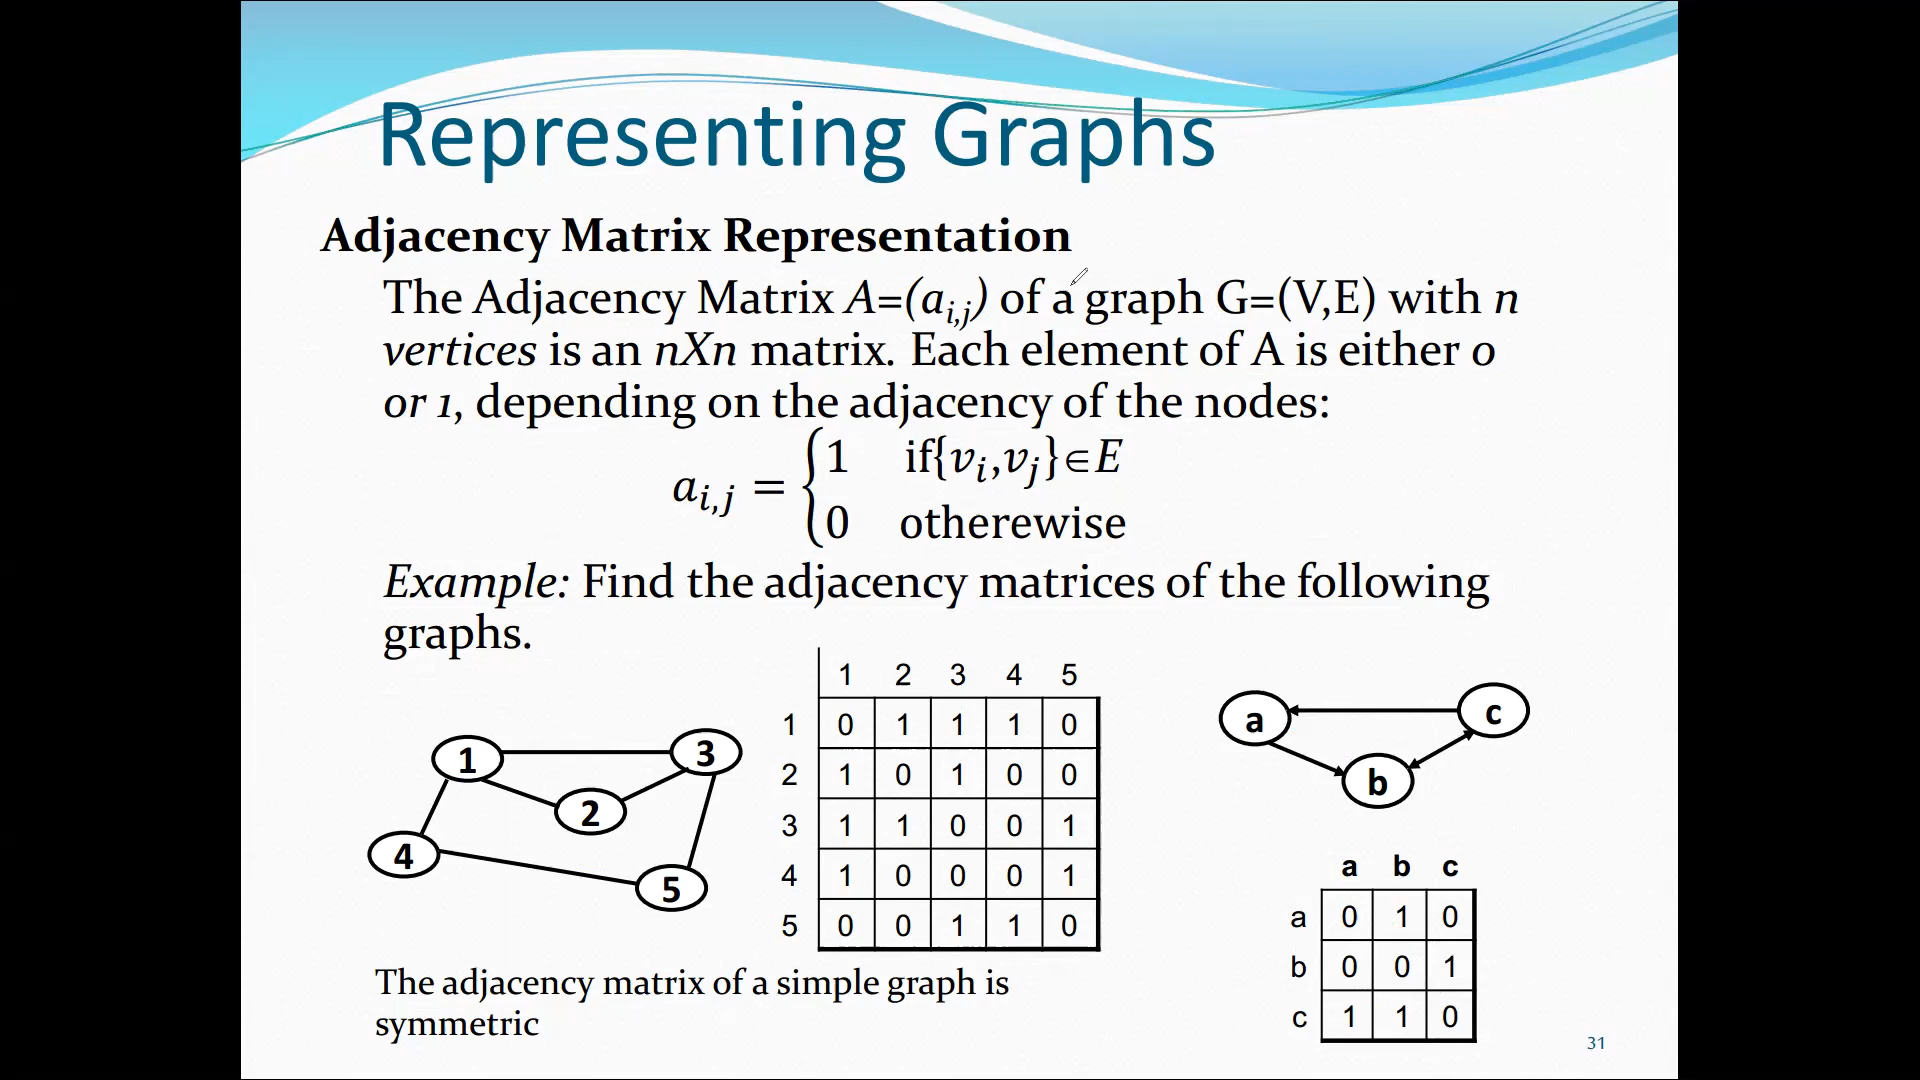 Representing Graphs
Adjacency Matrix Representation
The Adjacency Matrix A=(ai,j) of a graph G=(V,E) with n
vertices is an nXn matrix. Each element of A is either 0
or 1, depending on the adjacency of the nodes:
ai,j = { 1 if{vi,vj}∈E
0 otherewise
Example: Find the adjacency matrices of the following
graphs.
1 3
2
4
5
1 2 3 4 5
1 0 1 1 1 0
2 1 0 1 0 0
3 1 1 0 0 1
4 1 0 0 0 1
5 0 0 1 1 0
a c
b
a b c
a 0 1 0
b 0 0 1
c 1 1 0
The adjacency matrix of a simple graph is
symmetric
31